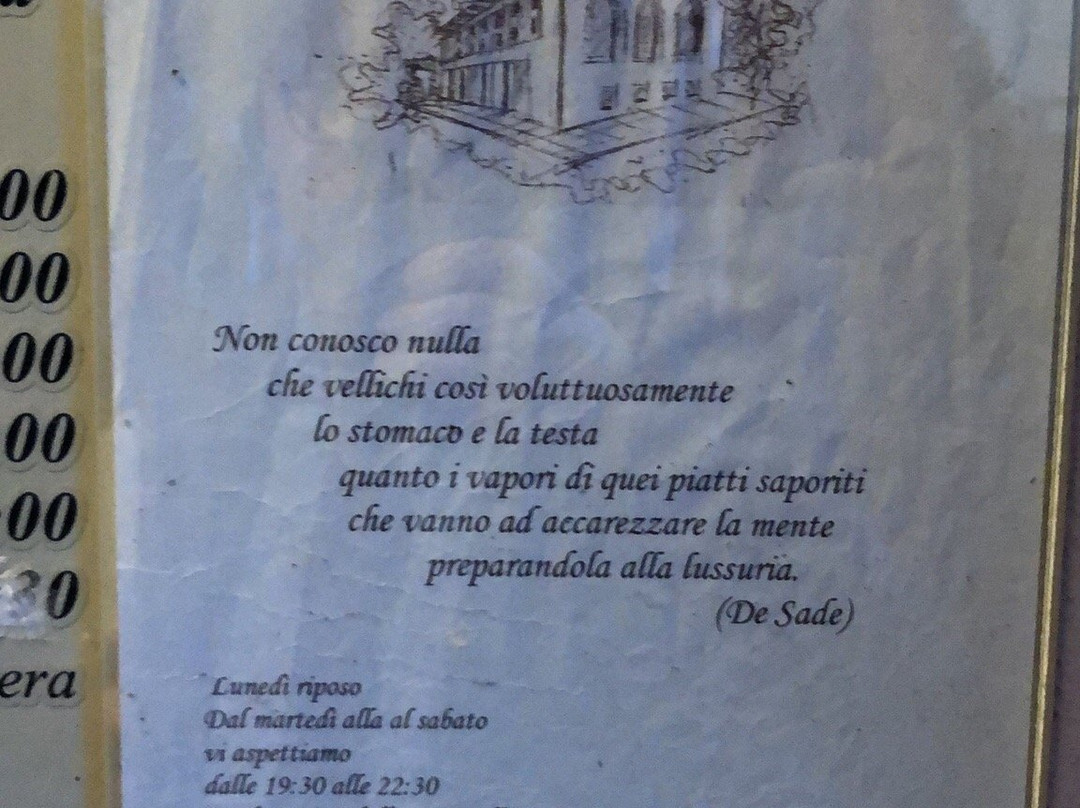 00
00
00
00
00
30
era
Non conosco nulla
che vellichi così voluttuosamente
lo stomaco e la testa
quanto i vapori di quei piatti saporiti
che vanno ad accarezzare la mente
preparandola alla lussuria.
(De Sade)
Lunedì riposo
Dal martedì alla al sabato
vi aspettiamo
dalle 19:30 alle 22:30